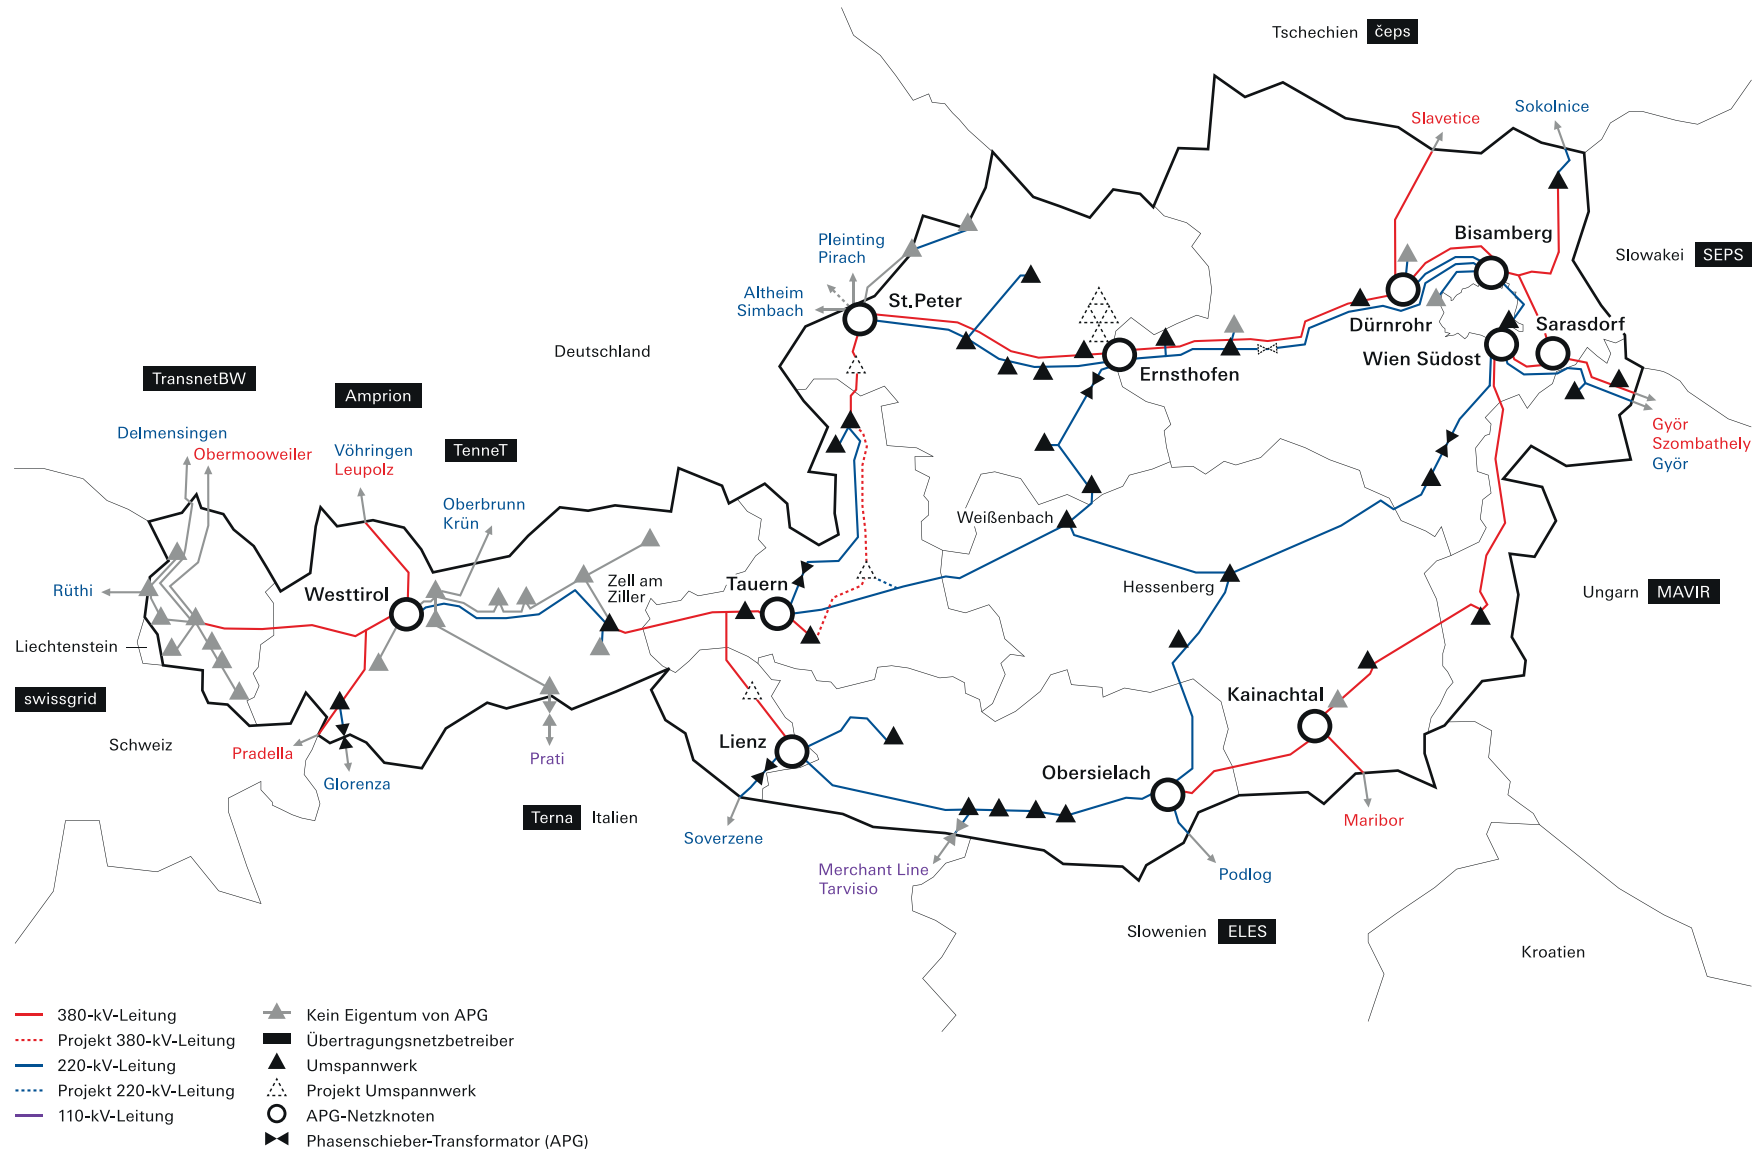 Tschechien čeps
Slavetice
Sokolnice
Bisamberg
Slowakei SEPS
Pleinting
Pirach
Altheim
Simbach
St.Peter
Dürnrohr
Sarasdorf
Wien Südost
Ernsthofen
Deutschland
TransnetBW
Amprion
TenneT
Delmensingen
Obermooweiler
Vöhringen
Leupolz
Oberbrunn
Krün
Györ
Szombathely
Györ
Weißenbach
Rüthi
Westtirol
Zell am
Ziller
Tauern
Hessenberg
Ungarn MAVIR
Liechtenstein
swissgrid
Schweiz
Pradella
Glorenza
Prati
Lienz
Kainachtal
Obersielach
Terna Italien
Soverzene
Maribor
Merchant Line
Tarvisio
Podlog
Slowenien ELES
Kroatien
380-kV-Leitung
Projekt 380-kV-Leitung
220-kV-Leitung
Projekt 220-kV-Leitung
110-kV-Leitung
Kein Eigentum von APG
Übertragungsnetzbetreiber
Umspannwerk
Projekt Umspannwerk
APG-Netzknoten
Phasenschieber-Transformator (APG)